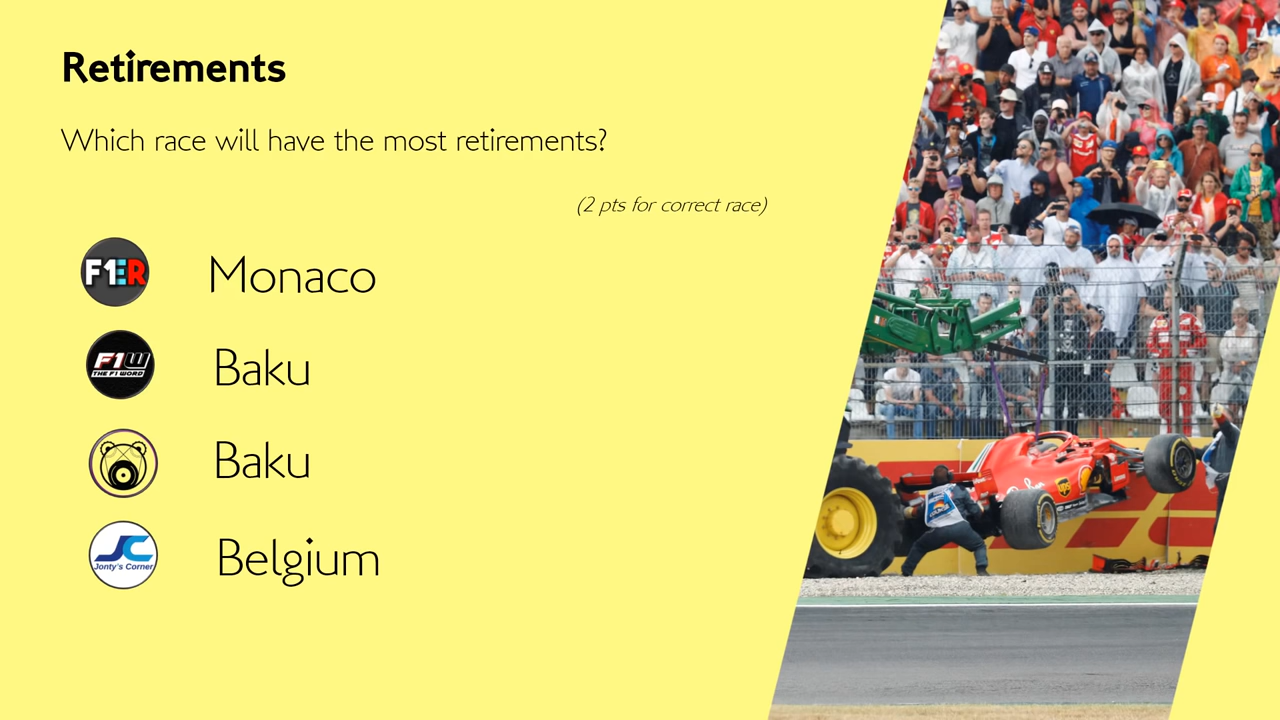 Retirements
Which race will have the most retirements?
(2 pts for correct race)
F1ER
Monaco
F1W
THE F1 WORD
Baku
Baku
JC
Jonty's Corner
Belgium
ups